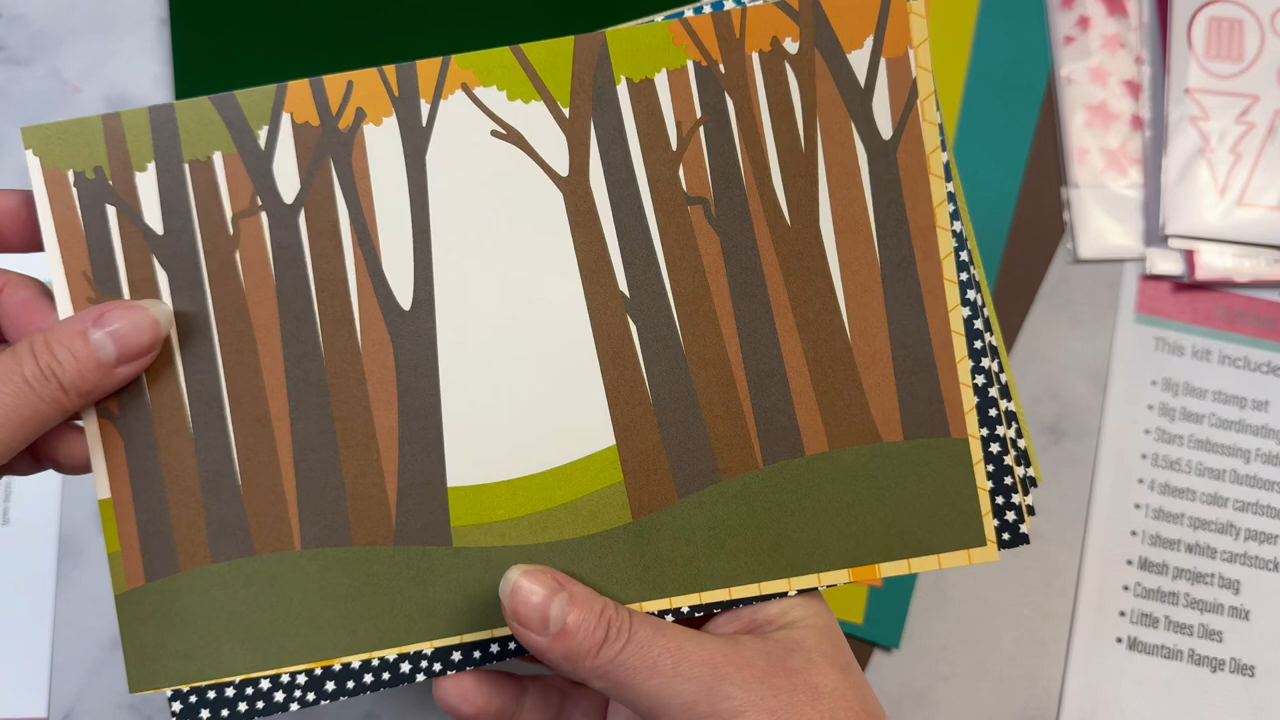 This kit include
• Big Bear stamp set
• Big Bear Coordinating
• Stars Embossing Fold
• 8.5x5.5 Great Outdoors
• 4 sheets color cardsto
• 1 sheet specialty paper
• 1 sheet white cardstock
• Mesh project bag
• Confetti Sequin mix
• Little Trees Dies
• Mountain Range Dies